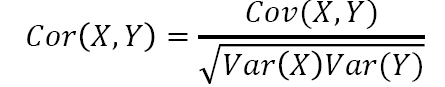 Cor(X,Y) = Cov(X,Y) / √Var(X)Var(Y)